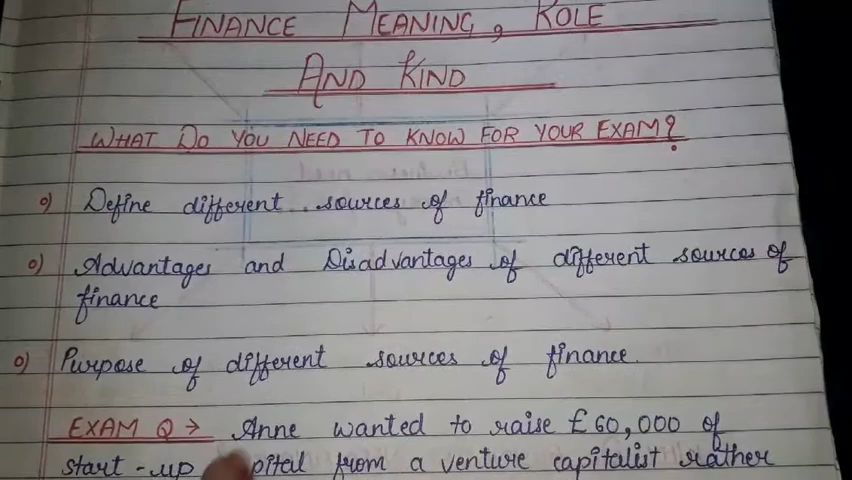 FINANCE MEANING, ROLE
AND KIND
WHAT DO YOU NEED TO KNOW FOR YOUR EXAM?
o) Define different sources of finance
o) Advantages and Disadvantages of different sources of
finance
o) Purpose of different sources of finance.
EXAM Q → Anne wanted to raise £60,000 of
start-up pital from a venture capitalist rather